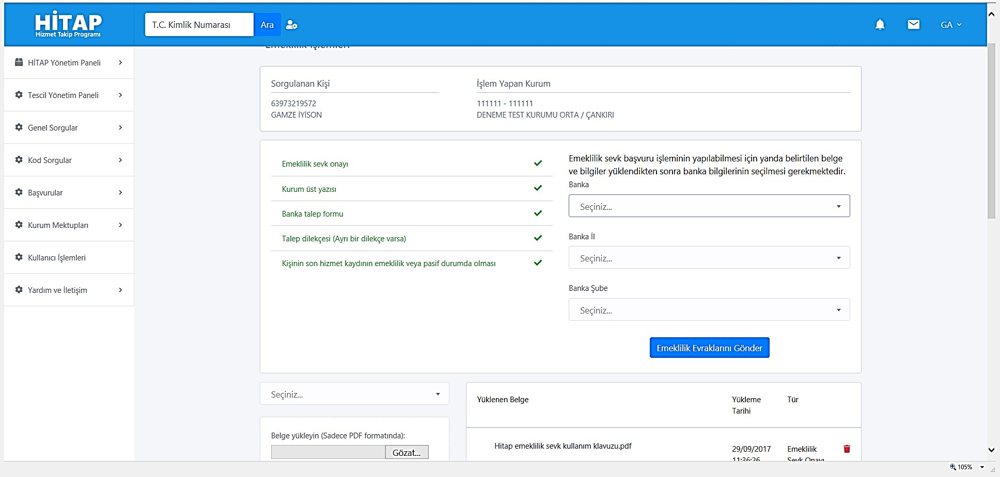 HİTAP
Hizmet Takip Programı
T.C. Kimlik Numarası
Ara
GA
HİTAP Yönetim Paneli
Tescil Yönetim Paneli
Genel Sorgular
Kod Sorgular
Başvurular
Kurum Mektupları
Kullanıcı İşlemleri
Yardım ve İletişim
Emeklilik İşlemleri
Sorgulanan Kişi
63973219572
GAMZE İYİSON
İşlem Yapan Kurum
111111 - 111111
DENEME TEST KURUMU ORTA / ÇANKIRI
Emeklilik sevk onayı
Kurum üst yazısı
Banka talep formu
Talep dilekçesi (Ayrı bir dilekçe varsa)
Kişinin son hizmet kaydının emeklilik veya pasif durumda olması
Emeklilik sevk başvuru işleminin yapılabilmesi için yanda belirtilen belge
ve bilgiler yüklendikten sonra banka bilgilerinin seçilmesi gerekmektedir.
Banka
Seçiniz...
Banka İl
Seçiniz...
Banka Şube
Seçiniz...
Emeklilik Evraklarını Gönder
Seçiniz...
Belge yükleyin (Sadece PDF formatında):
Gözat...
Yüklenen Belge
Yükleme
Tarihi
Tür
Hitap emeklilik sevk kullanım klavuzu.pdf
29/09/2017
11:36:26
Emeklilik
Sevk Onayı
105%